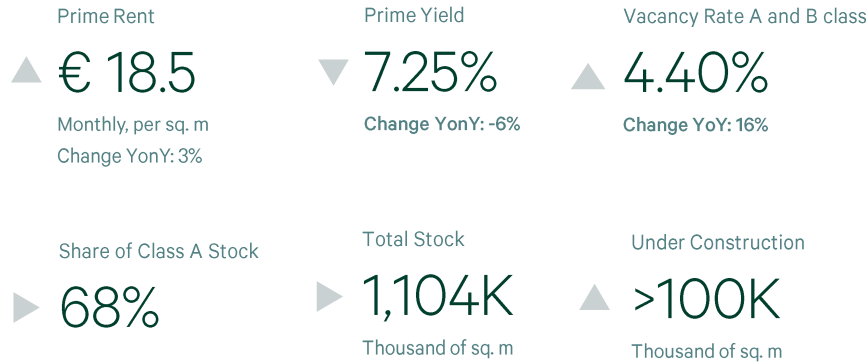 Prime Rent
€ 18.5
Monthly, per sq. m
Change YonY: 3%
Prime Yield
7.25%
Change YonY: -6%
Vacancy Rate A and B class
4.40%
Change YoY: 16%
Share of Class A Stock
68%
Total Stock
1,104K
Thousand of sq. m
Under Construction
>100K
Thousand of sq. m